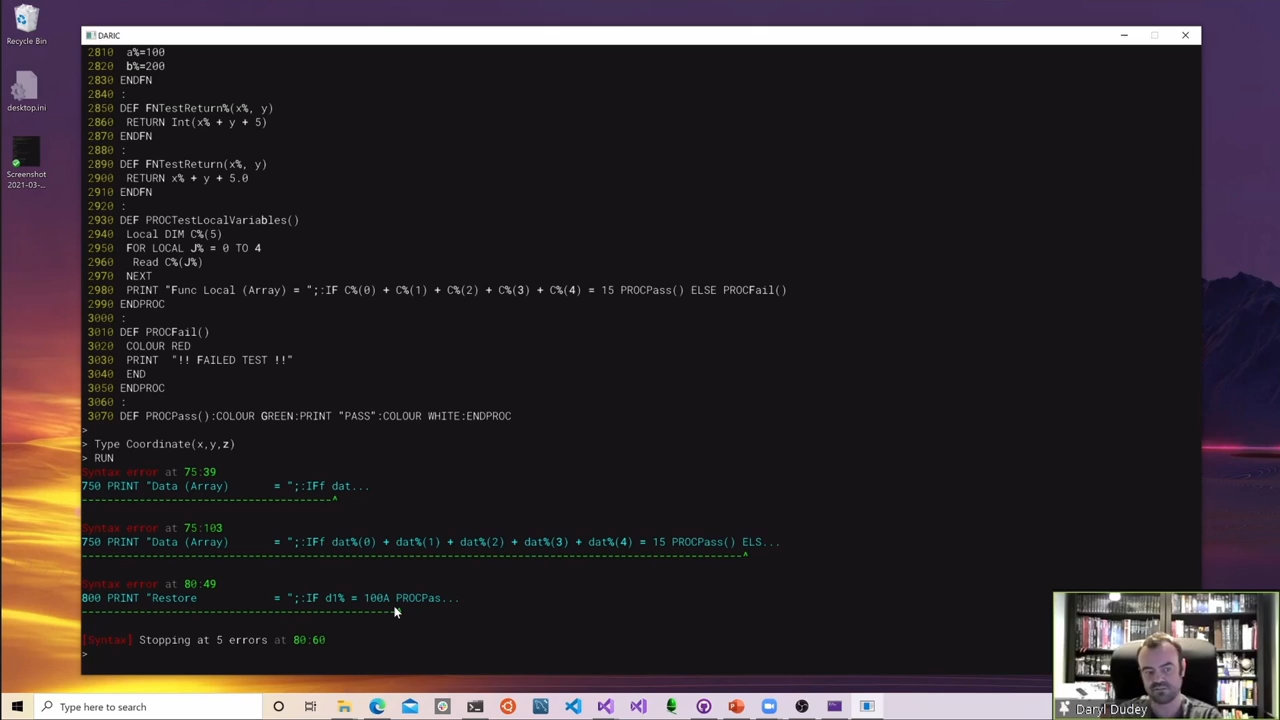 Recycle Bin
desktop.ini
Screenshot
2021-03-...
DARIC
2810 a%=100
2820 b%=200
2830 ENDFN
2840 :
2850 DEF FNTestReturn%(x%, y)
2860 RETURN Int(x% + y + 5)
2870 ENDFN
2880 :
2890 DEF FNTestReturn(x%, y)
2900 RETURN x% + y + 5.0
2910 ENDFN
2920 :
2930 DEF PROCTestLocalVariables()
2940 Local DIM C%(5)
2950 FOR LOCAL J% = 0 TO 4
2960 Read C%(J%)
2970 NEXT
2980 PRINT "Func Local (Array) = ";:IF C%(0) + C%(1) + C%(2) + C%(3) + C%(4) = 15 PROCPass() ELSE PROCFail()
2990 ENDPROC
3000 :
3010 DEF PROCFail()
3020 COLOUR RED
3030 PRINT "!! FAILED TEST !!"
3040 END
3050 ENDPROC
3060 :
3070 DEF PROCPass():COLOUR GREEN:PRINT "PASS":COLOUR WHITE:ENDPROC
>
> Type Coordinate(x,y,z)
> RUN
Syntax error at 75:39
750 PRINT "Data (Array) = ";:IFf dat...
---------------------------------------^
Syntax error at 75:103
750 PRINT "Data (Array) = ";:IFf dat%(0) + dat%(1) + dat%(2) + dat%(3) + dat%(4) = 15 PROCPass() ELS...
-------------------------------------------------------------------------------------------------------^
Syntax error at 80:49
800 PRINT "Restore = ";:IF d1% = 100A PROCPas...
-------------------------------------------------^
[Syntax] Stopping at 5 errors at 80:60
>
Type here to search
Daryl Dudey